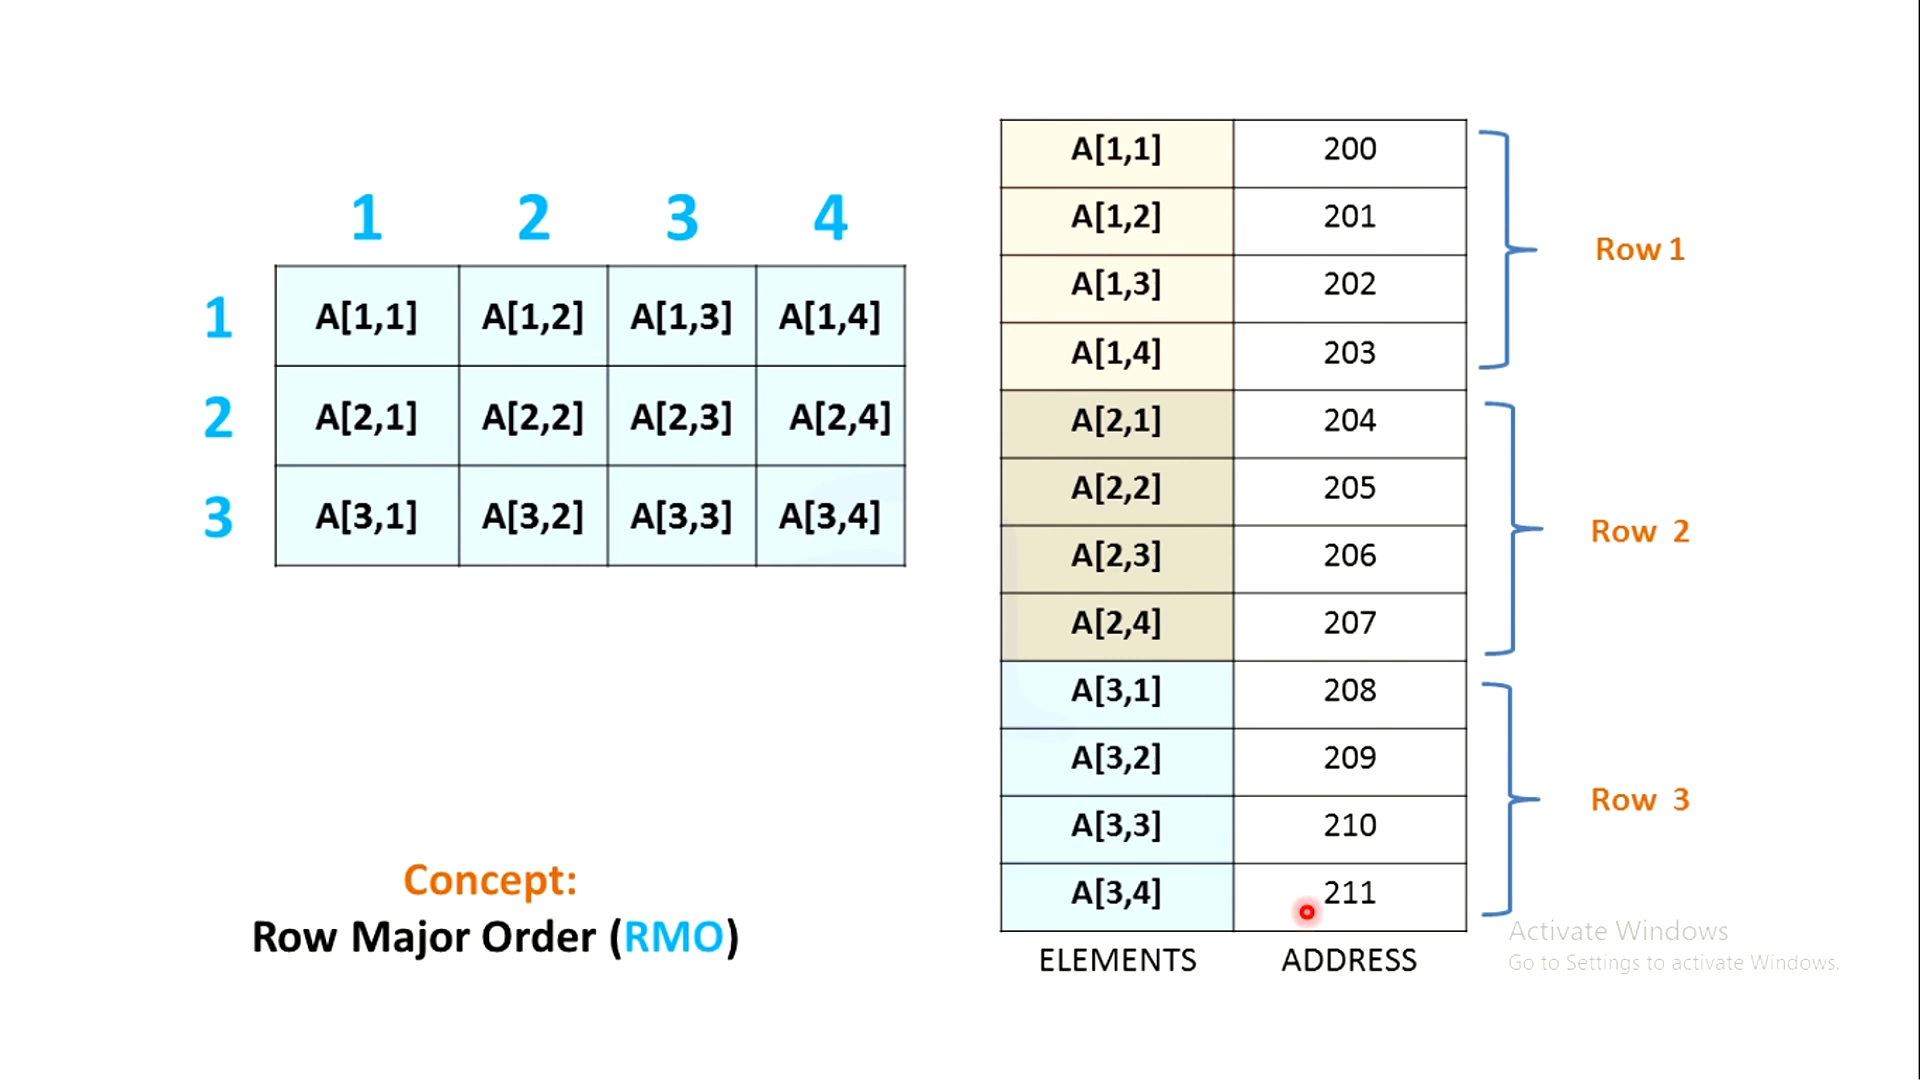 1 2 3 4
1 A[1,1] A[1,2] A[1,3] A[1,4]
2 A[2,1] A[2,2] A[2,3] A[2,4]
3 A[3,1] A[3,2] A[3,3] A[3,4]
Concept:
Row Major Order (RMO)
A[1,1] 200
A[1,2] 201
A[1,3] 202
A[1,4] 203
Row 1
A[2,1] 204
A[2,2] 205
A[2,3] 206
A[2,4] 207
Row 2
A[3,1] 208
A[3,2] 209
A[3,3] 210
A[3,4] 211
Row 3
ELEMENTS ADDRESS
Activate Windows
Go to Settings to activate Windows.